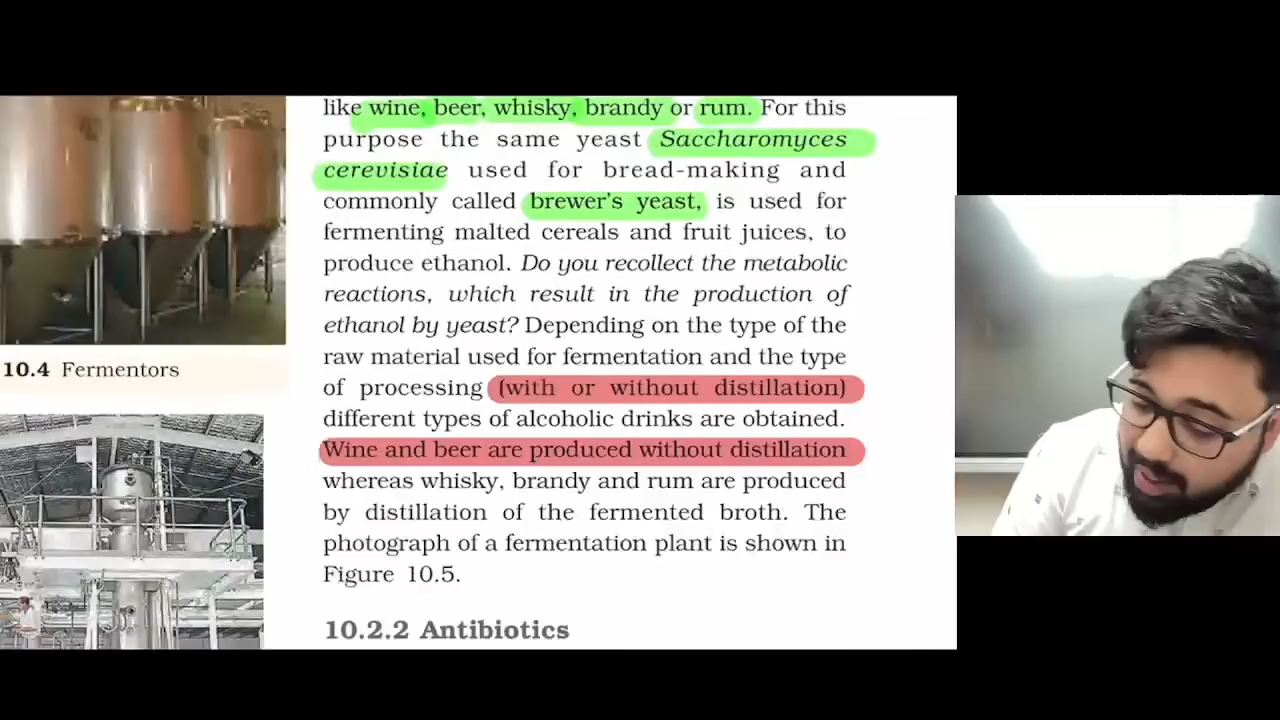 like wine, beer, whisky, brandy or rum. For this
purpose the same yeast Saccharomyces
cerevisiae used for bread-making and
commonly called brewer's yeast, is used for
fermenting malted cereals and fruit juices, to
produce ethanol. Do you recollect the metabolic
reactions, which result in the production of
ethanol by yeast? Depending on the type of the
raw material used for fermentation and the type
of processing (with or without distillation)
different types of alcoholic drinks are obtained.
Wine and beer are produced without distillation
whereas whisky, brandy and rum are produced
by distillation of the fermented broth. The
photograph of a fermentation plant is shown in
Figure 10.5.
10.2.2 Antibiotics
10.4 Fermentors